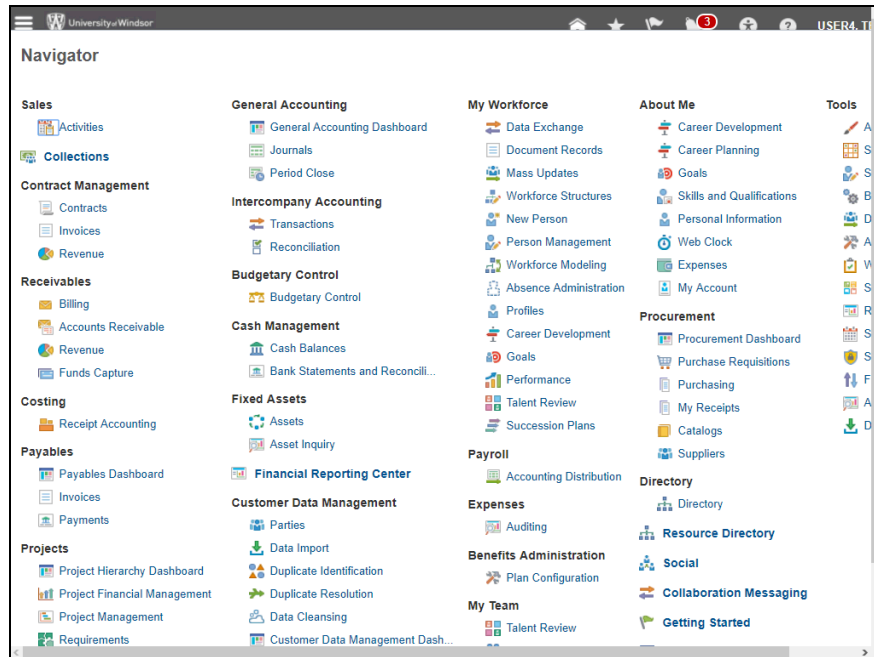 University of Windsor
3
USER4, T
Navigator
Sales
Activities
Collections
Contract Management
Contracts
Invoices
Revenue
Receivables
Billing
Accounts Receivable
Revenue
Funds Capture
Costing
Receipt Accounting
Payables
Payables Dashboard
Invoices
Payments
Projects
Project Hierarchy Dashboard
Project Financial Management
Project Management
Requirements
General Accounting
General Accounting Dashboard
Journals
Period Close
Intercompany Accounting
Transactions
Reconciliation
Budgetary Control
Budgetary Control
Cash Management
Cash Balances
Bank Statements and Reconcili...
Fixed Assets
Assets
Asset Inquiry
Financial Reporting Center
Customer Data Management
Parties
Data Import
Duplicate Identification
Duplicate Resolution
Data Cleansing
Customer Data Management Dash...
My Workforce
Data Exchange
Document Records
Mass Updates
Workforce Structures
New Person
Person Management
Workforce Modeling
Absence Administration
Profiles
Career Development
Goals
Performance
Talent Review
Succession Plans
Payroll
Accounting Distribution
Expenses
Auditing
Benefits Administration
Plan Configuration
My Team
Talent Review
About Me
Career Development
Career Planning
Goals
Skills and Qualifications
Personal Information
Web Clock
Expenses
My Account
Procurement
Procurement Dashboard
Purchase Requisitions
Purchasing
My Receipts
Catalogs
Suppliers
Directory
Directory
Resource Directory
Social
Collaboration Messaging
Getting Started
Tools
A
S
S
B
D
A
W
S
R
S
S
F
A
D